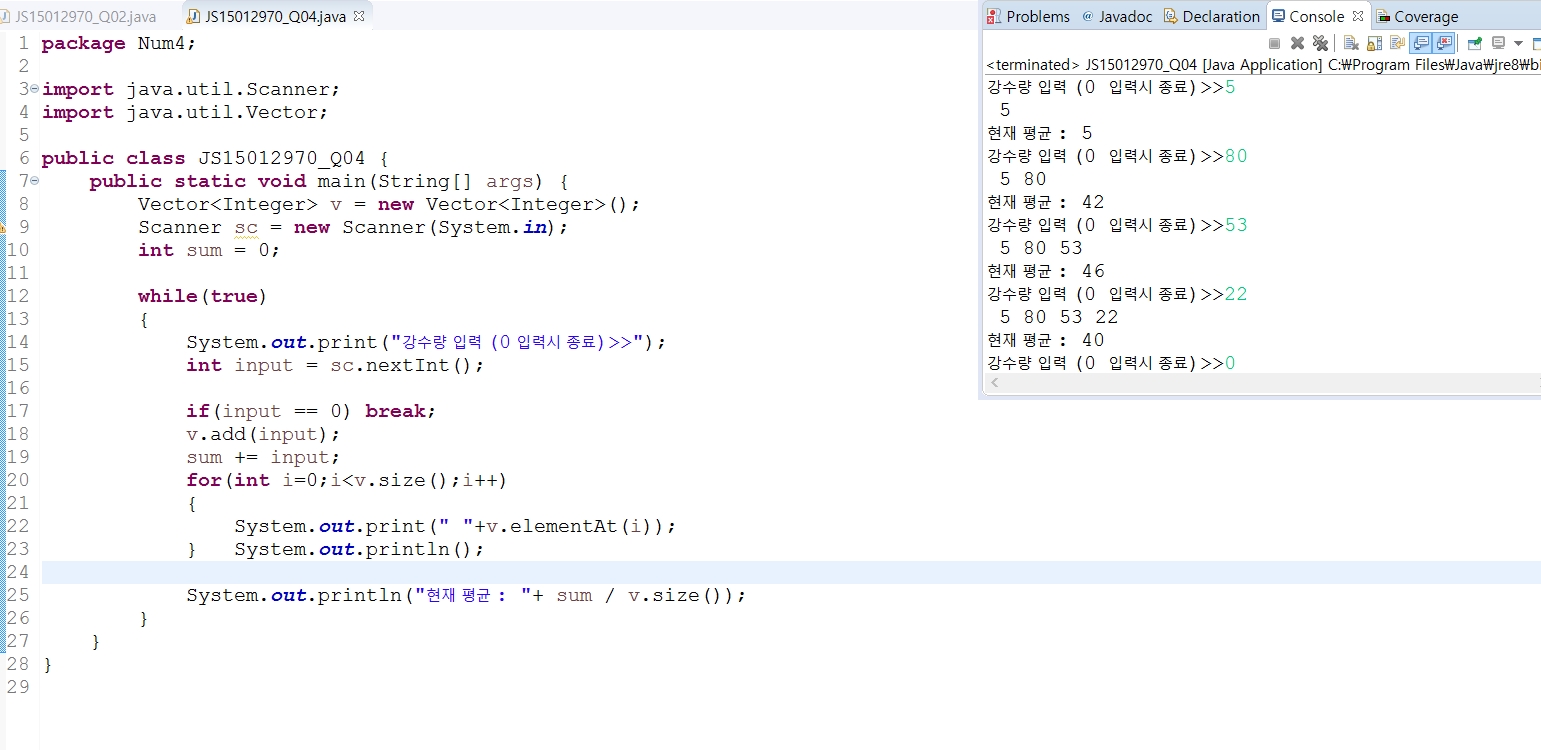 JS15012970_Q02.java JS15012970_Q04.java
1 package Num4;
2
3 import java.util.Scanner;
4 import java.util.Vector;
5
6 public class JS15012970_Q04 {
7 public static void main(String[] args) {
8 Vector<Integer> v = new Vector<Integer>();
9 Scanner sc = new Scanner(System.in);
10 int sum = 0;
11
12 while(true)
13 {
14 System.out.print("강수량 입력 (0 입력시 종료)>>");
15 int input = sc.nextInt();
16
17 if(input == 0) break;
18 v.add(input);
19 sum += input;
20 for(int i=0;i<v.size();i++)
21 {
22 System.out.print(" "+v.elementAt(i));
23 } System.out.println();
24
25 System.out.println("현재 평균 : "+ sum / v.size());
26 }
27 }
28 }
29
Problems @ Javadoc Declaration Console Coverage
<terminated> JS15012970_Q04 [Java Application] C:₩Program Files₩Java₩jre8₩bi
강수량 입력 (0 입력시 종료)>>5
5
현재 평균 : 5
강수량 입력 (0 입력시 종료)>>80
5 80
현재 평균 : 42
강수량 입력 (0 입력시 종료)>>53
5 80 53
현재 평균 : 46
강수량 입력 (0 입력시 종료)>>22
5 80 53 22
현재 평균 : 40
강수량 입력 (0 입력시 종료)>>0